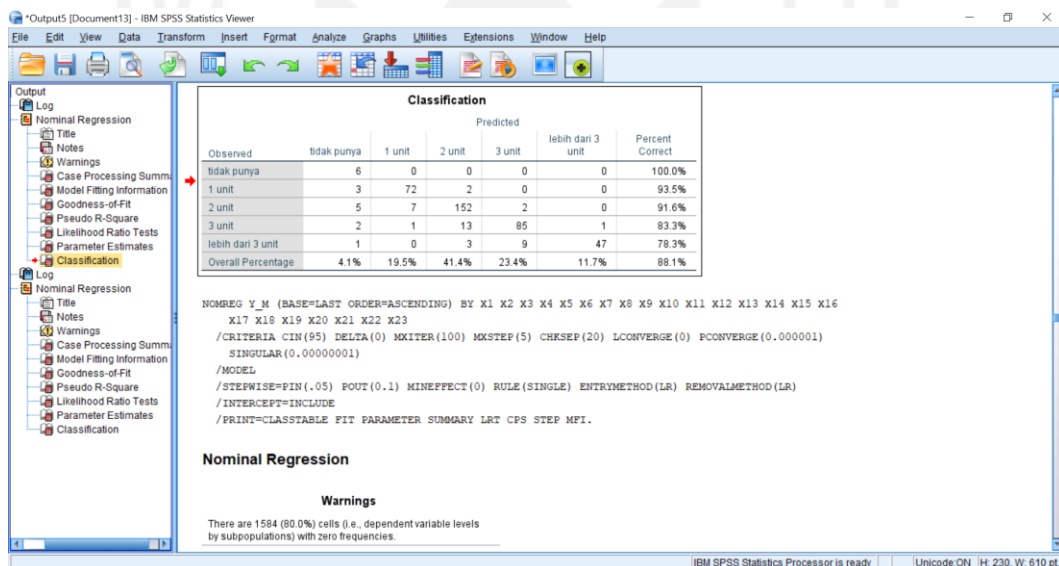 *Output5 [Document13] - IBM SPSS Statistics Viewer
File Edit View Data Transform Insert Format Analyze Graphs Utilities Extensions Window Help
Output
Log
Nominal Regression
Title
Notes
Warnings
Case Processing Summ
Model Fitting Information
Goodness-of-Fit
Pseudo R-Square
Likelihood Ratio Tests
Parameter Estimates
Classification
Log
Nominal Regression
Title
Notes
Warnings
Case Processing Summ
Model Fitting Information
Goodness-of-Fit
Pseudo R-Square
Likelihood Ratio Tests
Parameter Estimates
Classification
Classification
Predicted
Observed tidak punya 1 unit 2 unit 3 unit lebih dari 3 unit Percent Correct
tidak punya 6 0 0 0 0 100.0%
1 unit 3 72 2 0 0 93.5%
2 unit 5 7 152 2 0 91.6%
3 unit 2 1 13 85 1 83.3%
lebih dari 3 unit 1 0 3 9 47 78.3%
Overall Percentage 4.1% 19.5% 41.4% 23.4% 11.7% 88.1%
NOMREG Y_M (BASE=LAST ORDER=ASCENDING) BY X1 X2 X3 X4 X5 X6 X7 X8 X9 X10 X11 X12 X13 X14 X15 X16
X17 X18 X19 X20 X21 X22 X23
/CRITERIA CIN(95) DELTA(0) MXITER(100) MXSTEP(5) CHKSEP(20) LCONVERGE(0) PCONVERGE(0.000001)
SINGULAR(0.00000001)
/MODEL
/STEPWISE=PIN(.05) POUT(0.1) MINEFFECT(0) RULE(SINGLE) ENTRYMETHOD(LR) REMOVALMETHOD(LR)
/INTERCEPT=INCLUDE
/PRINT=CLASSTABLE FIT PARAMETER SUMMARY LRT CPS STEP MFI.
Nominal Regression
Warnings
There are 1584 (80.0%) cells (i.e., dependent variable levels
by subpopulations) with zero frequencies.
IBM SPSS Statistics Processor is ready Unicode:ON H: 230, W: 610 pt